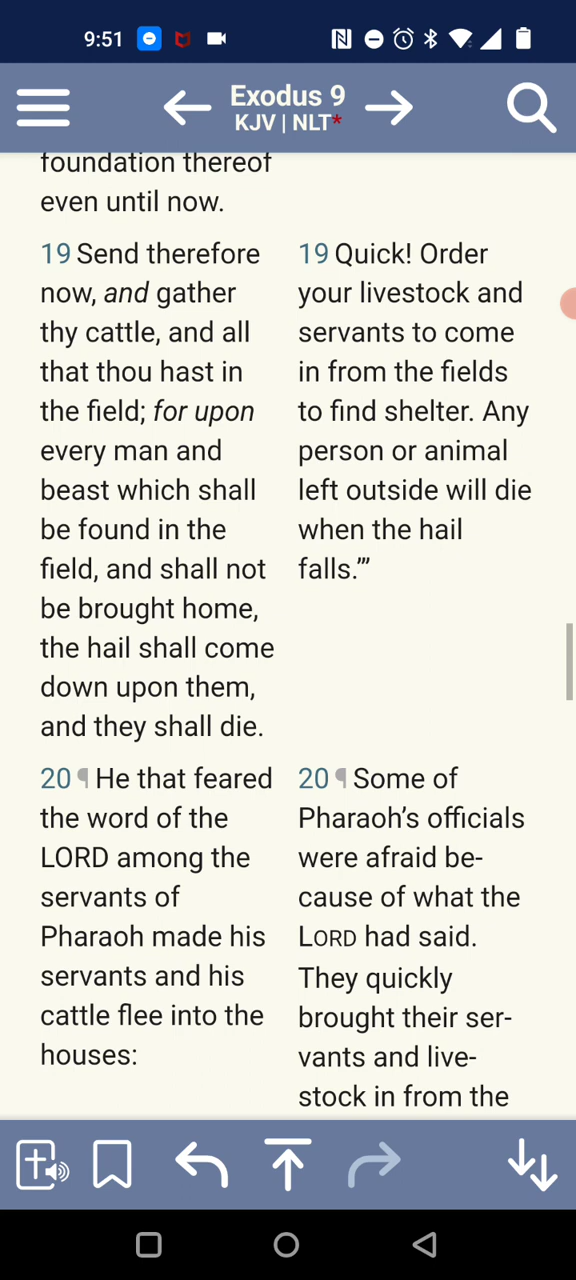 9:51
Exodus 9
KJV | NLT*
foundation thereof
even until now.
19 Send therefore
now, and gather
thy cattle, and all
that thou hast in
the field; for upon
every man and
beast which shall
be found in the
field, and shall not
be brought home,
the hail shall come
down upon them,
and they shall die.
19 Quick! Order
your livestock and
servants to come
in from the fields
to find shelter. Any
person or animal
left outside will die
when the hail
falls.’”
20 ¶ He that feared
the word of the
LORD among the
servants of
Pharaoh made his
servants and his
cattle flee into the
houses:
20 ¶ Some of
Pharaoh’s officials
were afraid be-
cause of what the
LORD had said.
They quickly
brought their ser-
vants and live-
stock in from the